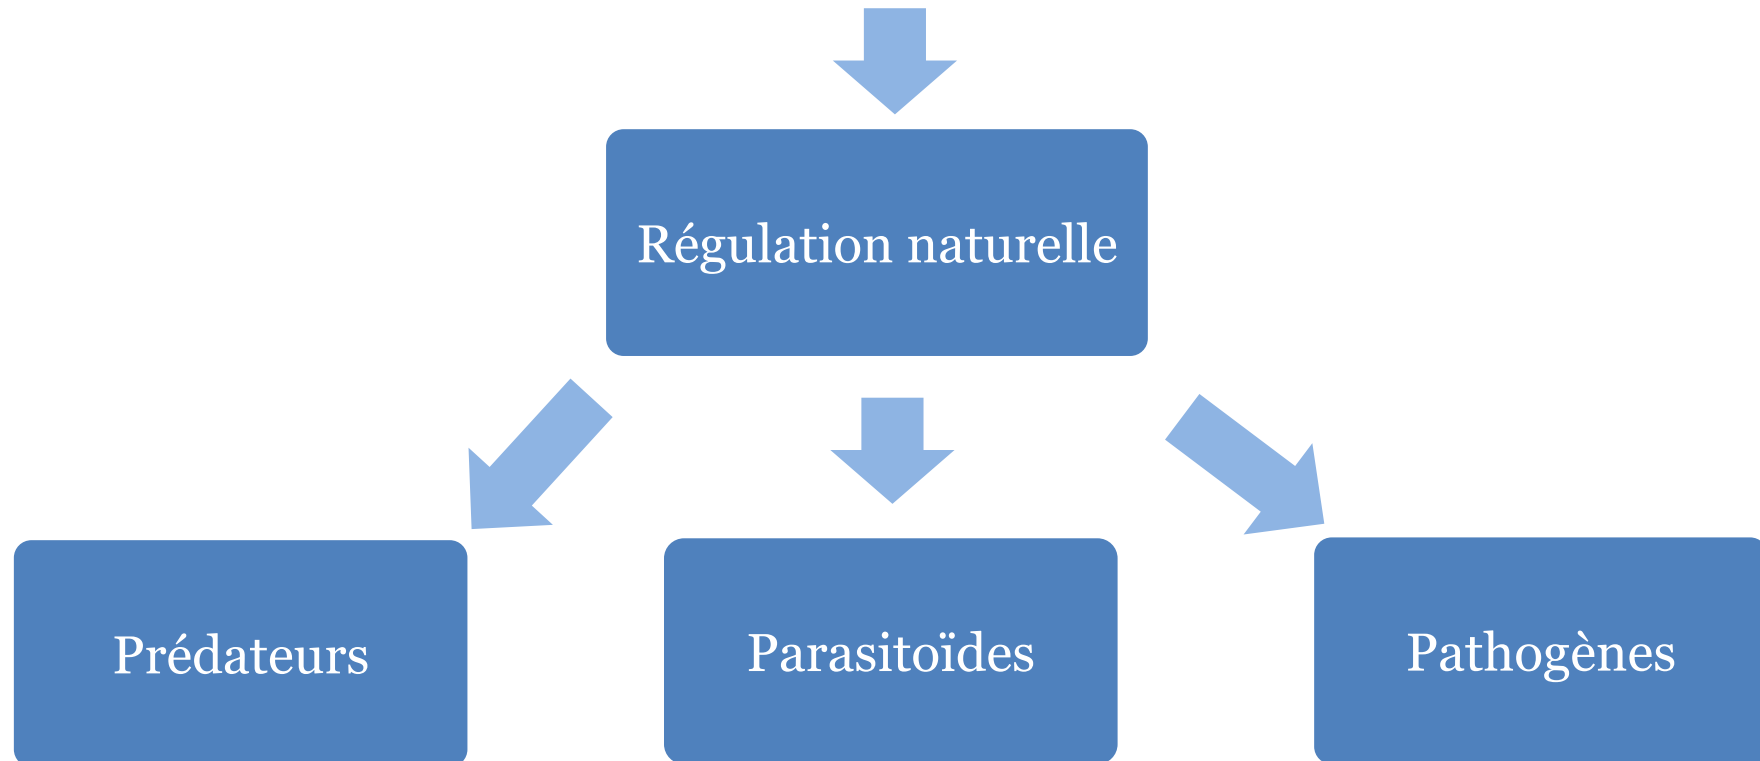 Régulation naturelle
Prédateurs
Parasitoïdes
Pathogènes